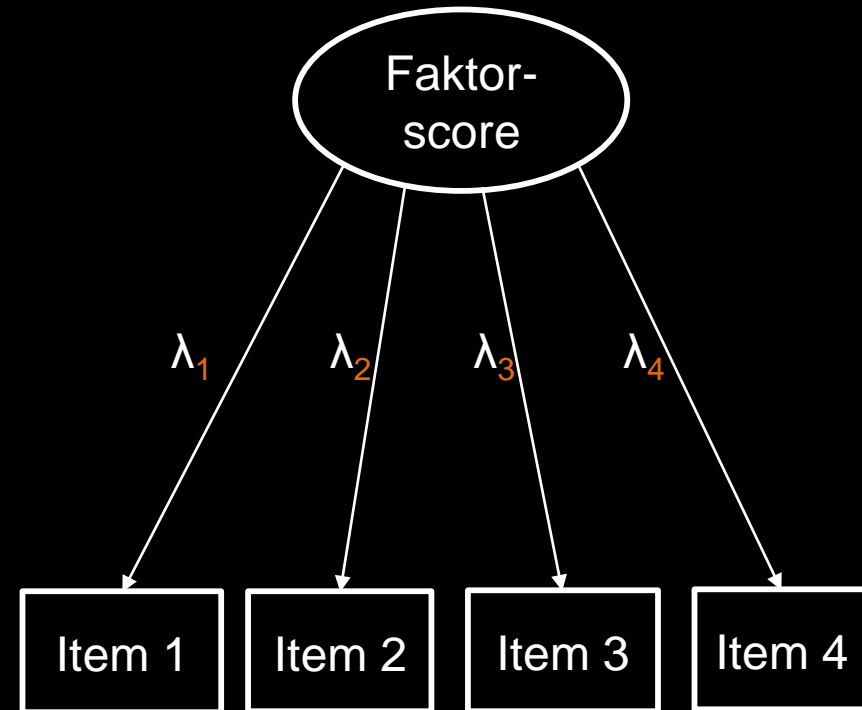 Faktor-
score
λ1 λ2 λ3 λ4
Item 1 Item 2 Item 3 Item 4